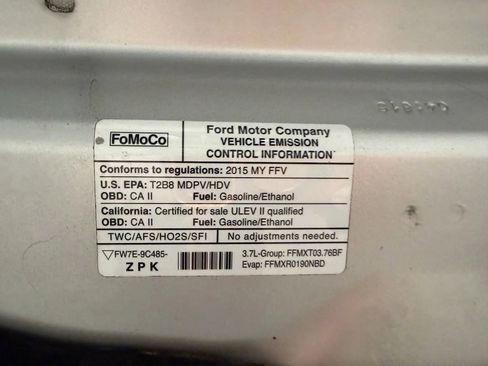 FoMoCo
Ford Motor Company
VEHICLE EMISSION
CONTROL INFORMATION
Conforms to regulations: 2015 MY FFV
U.S. EPA: T2B8 MDPV/HDV
OBD: CA II Fuel: Gasoline/Ethanol
California: Certified for sale ULEV II qualified
OBD: CA II Fuel: Gasoline/Ethanol
TWC/AFS/HO2S/SFI No adjustments needed.
▽FW7E-9C485- 3.7L-Group: FFMXT03.76BF
ZPK Evap: FFMXR0190NBD